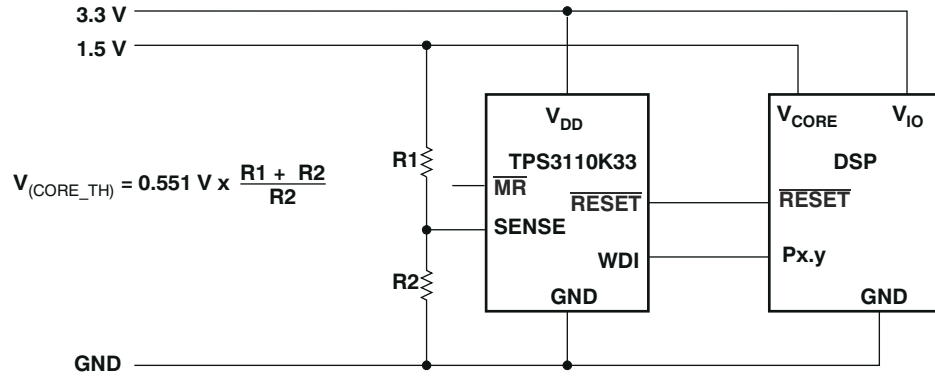 3.3 V
1.5 V
V(CORE_TH) = 0.551 V x R1 + R2
R2
R1
R2
VDD
TPS3110K33
MR
RESET
SENSE
WDI
GND
VCORE VIO
DSP
RESET
Px.y
GND
GND